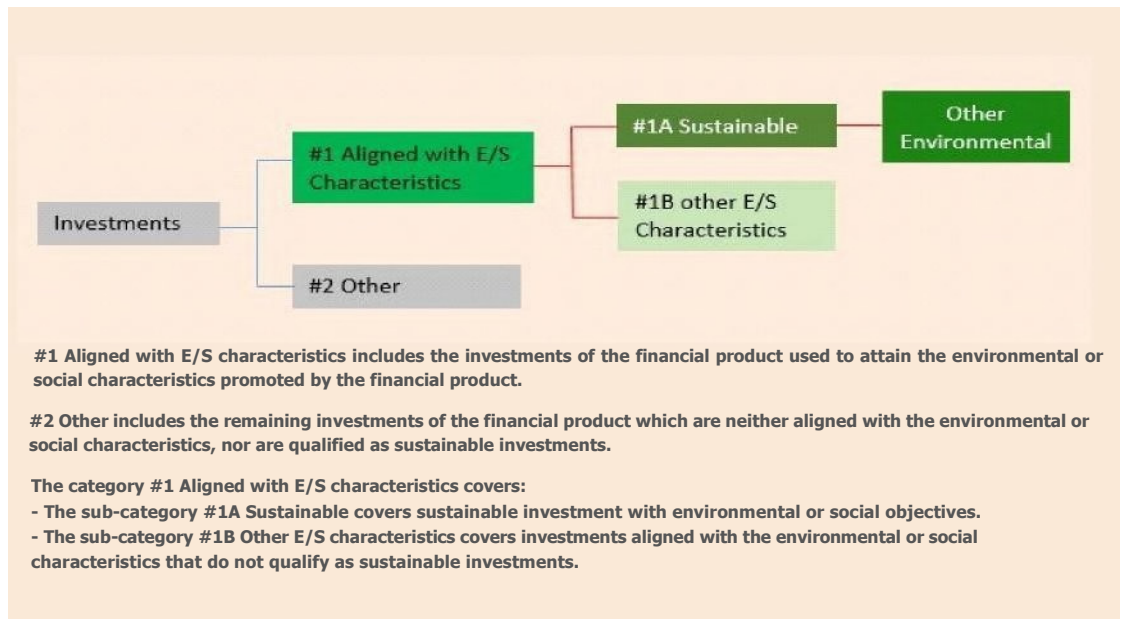 Other
Environmental
#1A Sustainable
#1 Aligned with E/S
Characteristics
#1B other E/S
Characteristics
Investments
#2 Other
#1 Aligned with E/S characteristics includes the investments of the financial product used to attain the environmental or
social characteristics promoted by the financial product.
#2 Other includes the remaining investments of the financial product which are neither aligned with the environmental or
social characteristics, nor are qualified as sustainable investments.
The category #1 Aligned with E/S characteristics covers:
- The sub-category #1A Sustainable covers sustainable investment with environmental or social objectives.
- The sub-category #1B Other E/S characteristics covers investments aligned with the environmental or social
characteristics that do not qualify as sustainable investments.